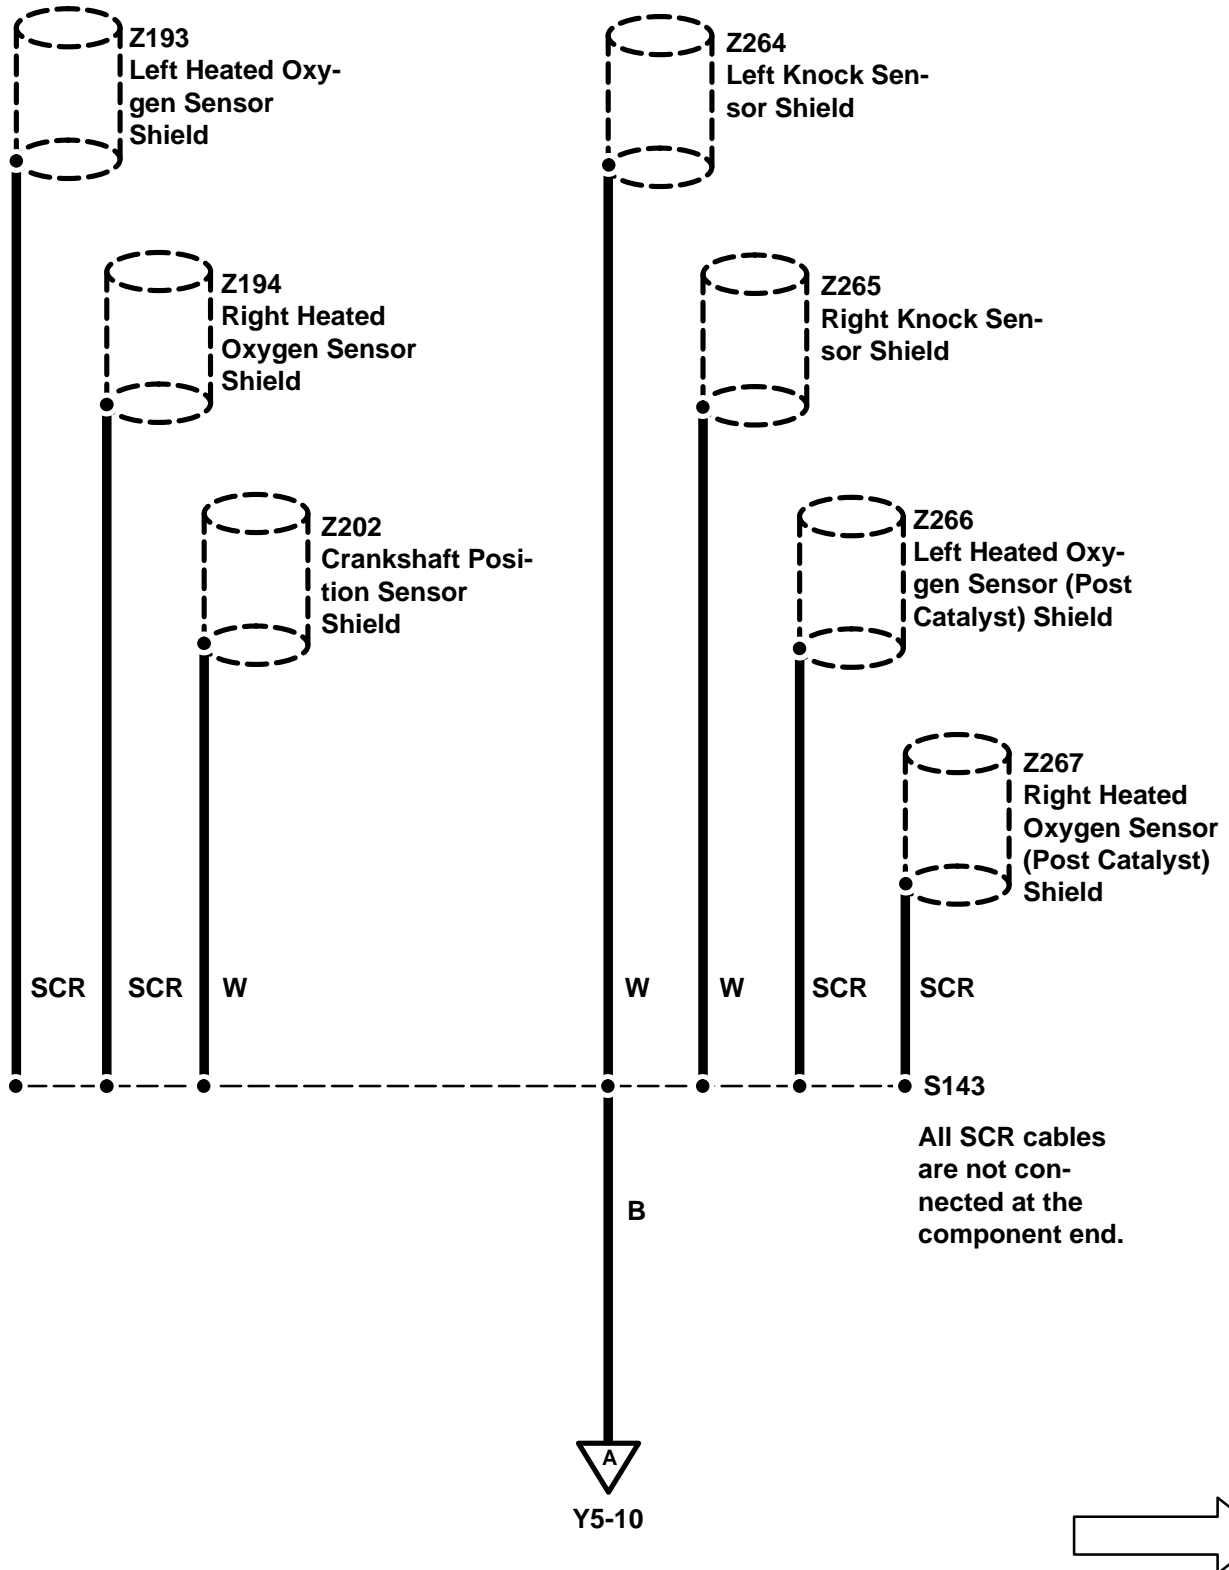 Z193
Left Heated Oxy-
gen Sensor
Shield
Z264
Left Knock Sen-
sor Shield
Z194
Right Heated
Oxygen Sensor
Shield
Z265
Right Knock Sen-
sor Shield
Z202
Crankshaft Posi-
tion Sensor
Shield
Z266
Left Heated Oxy-
gen Sensor (Post
Catalyst) Shield
Z267
Right Heated
Oxygen Sensor
(Post Catalyst)
Shield
SCR SCR W W W SCR SCR
S143
All SCR cables
are not con-
nected at the
component end.
B
A
Y5-10